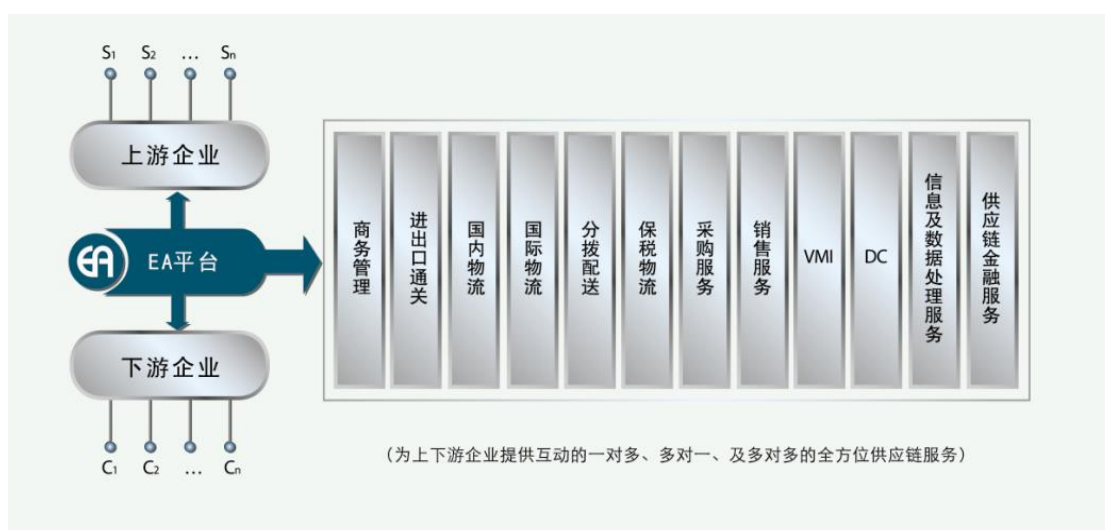 S1 S2 … Sn
上游企业
EA EA平台
下游企业
C1 C2 … Cn
商务管理
进出口通关
国内物流
国际物流
分拨配送
保税物流
采购服务
销售服务
VMI
DC
信息及数据处理服务
供应链金融服务
（为上下游企业提供互动的一对多、多对一、及多对多的全方位供应链服务）